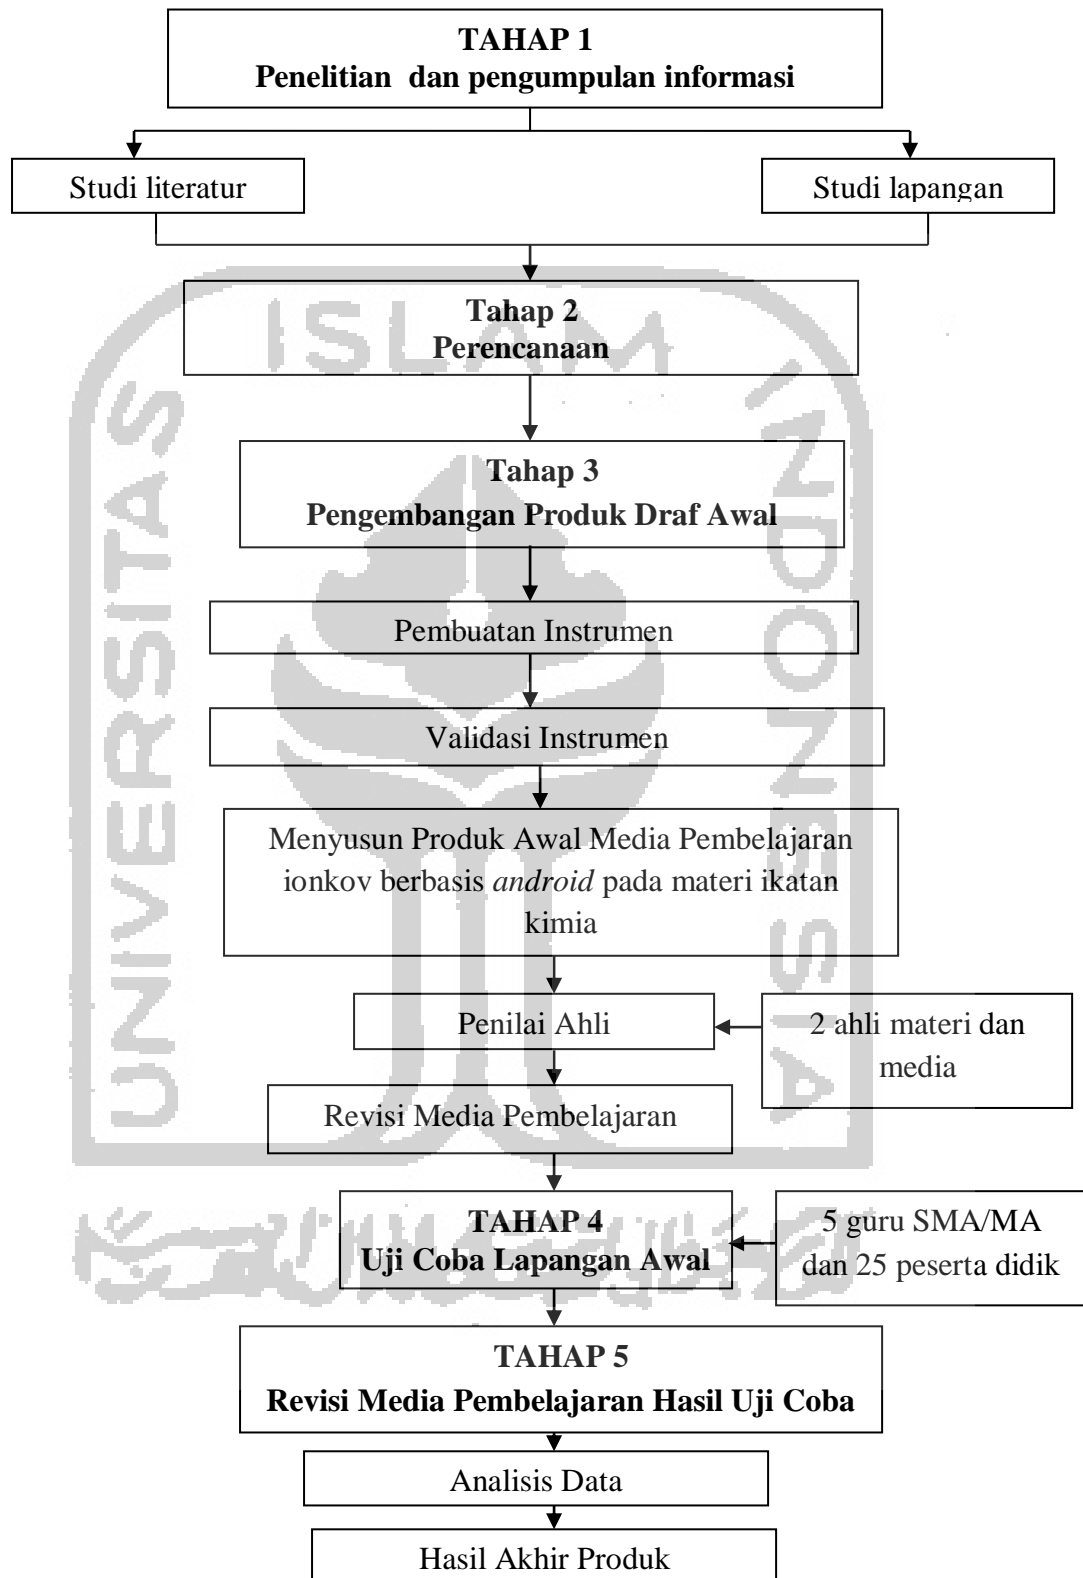 TAHAP 1
Penelitian dan pengumpulan informasi
Studi literatur
Studi lapangan
Tahap 2
Perencanaan
Tahap 3
Pengembangan Produk Draf Awal
Pembuatan Instrumen
Validasi Instrumen
Menyusun Produk Awal Media Pembelajaran
ionkov berbasis android pada materi ikatan
kimia
Penilai Ahli
2 ahli materi dan
media
Revisi Media Pembelajaran
TAHAP 4
Uji Coba Lapangan Awal
5 guru SMA/MA
dan 25 peserta didik
TAHAP 5
Revisi Media Pembelajaran Hasil Uji Coba
Analisis Data
Hasil Akhir Produk
UNIVERSITAS
ISLAM
INDONESIA